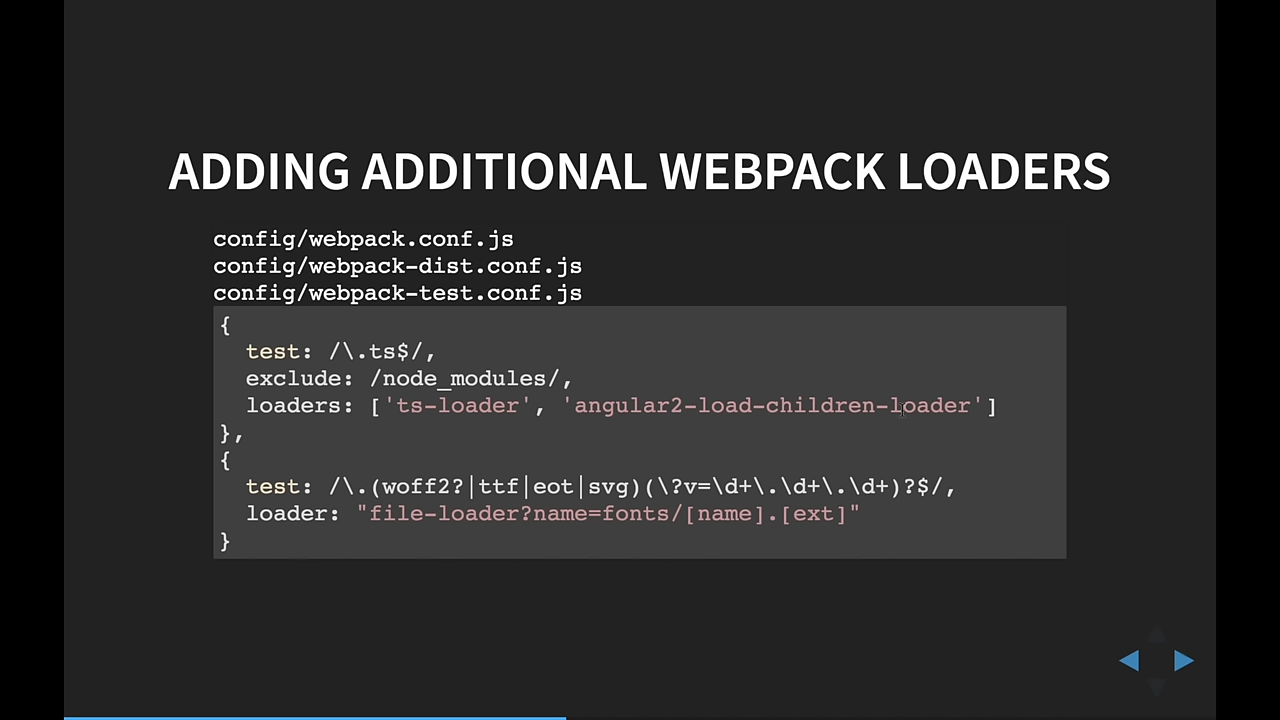 ADDING ADDITIONAL WEBPACK LOADERS
config/webpack.conf.js
config/webpack-dist.conf.js
config/webpack-test.conf.js
{
  test: /\.ts$/,
  exclude: /node_modules/,
  loaders: ['ts-loader', 'angular2-load-children-loader']
},
{
  test: /\.(woff2?|ttf|eot|svg)(\?v=\d+\.\d+\.\d+)?$/,
  loader: "file-loader?name=fonts/[name].[ext]"
}